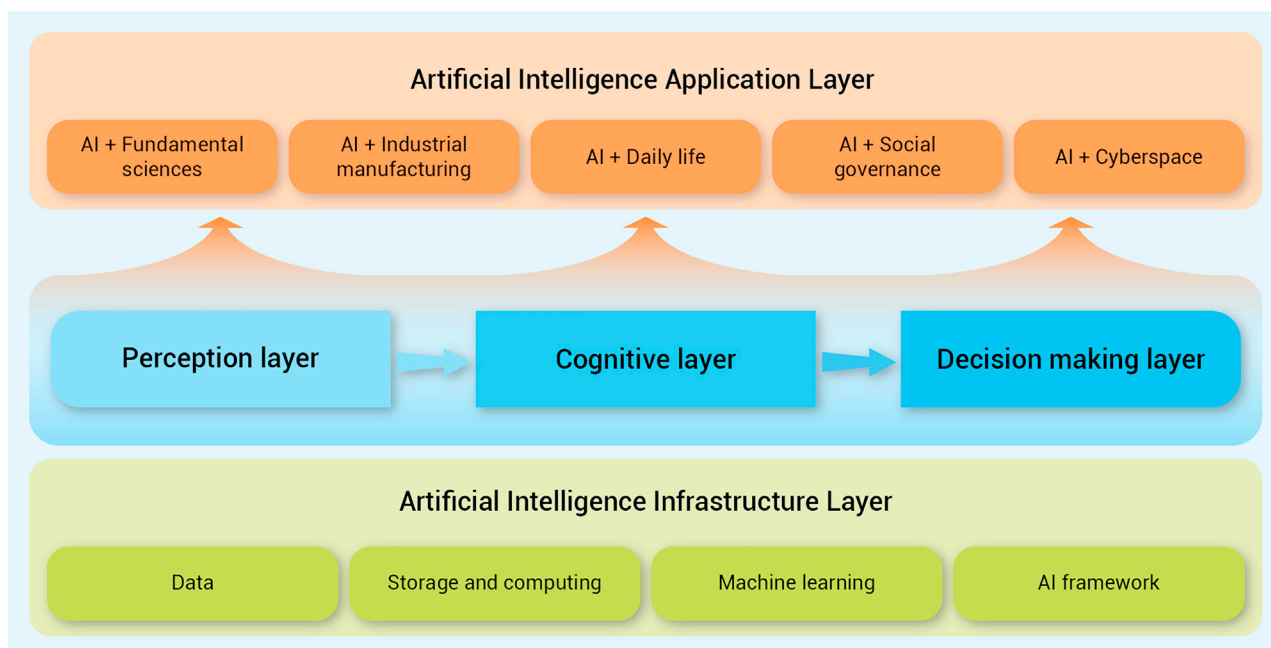 Artificial Intelligence Application Layer
AI + Fundamental
sciences
AI + Industrial
manufacturing
AI + Daily life
AI + Social
governance
AI + Cyberspace
Perception layer
Cognitive layer
Decision making layer
Artificial Intelligence Infrastructure Layer
Data
Storage and computing
Machine learning
AI framework